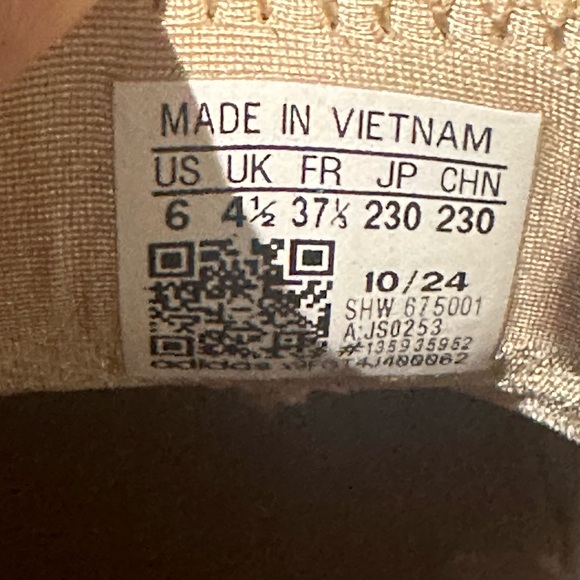 MADE IN VIETNAM
US UK FR JP CHN
6 4½ 37⅓ 230 230
10/24
SHW 675001
A:JS0253
#135935952
adidas